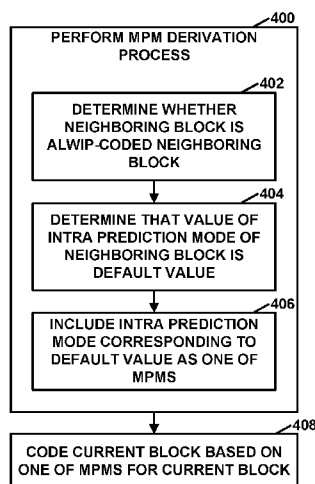 400
PERFORM MPM DERIVATION
PROCESS
402
DETERMINE WHETHER
NEIGHBORING BLOCK IS
ALWIP-CODED NEIGHBORING
BLOCK
404
DETERMINE THAT VALUE OF
INTRA PREDICTION MODE OF
NEIGHBORING BLOCK IS
DEFAULT VALUE
406
INCLUDE INTRA PREDICTION
MODE CORRESPONDING TO
DEFAULT VALUE AS ONE OF
MPMS
408
CODE CURRENT BLOCK BASED ON
ONE OF MPMS FOR CURRENT BLOCK